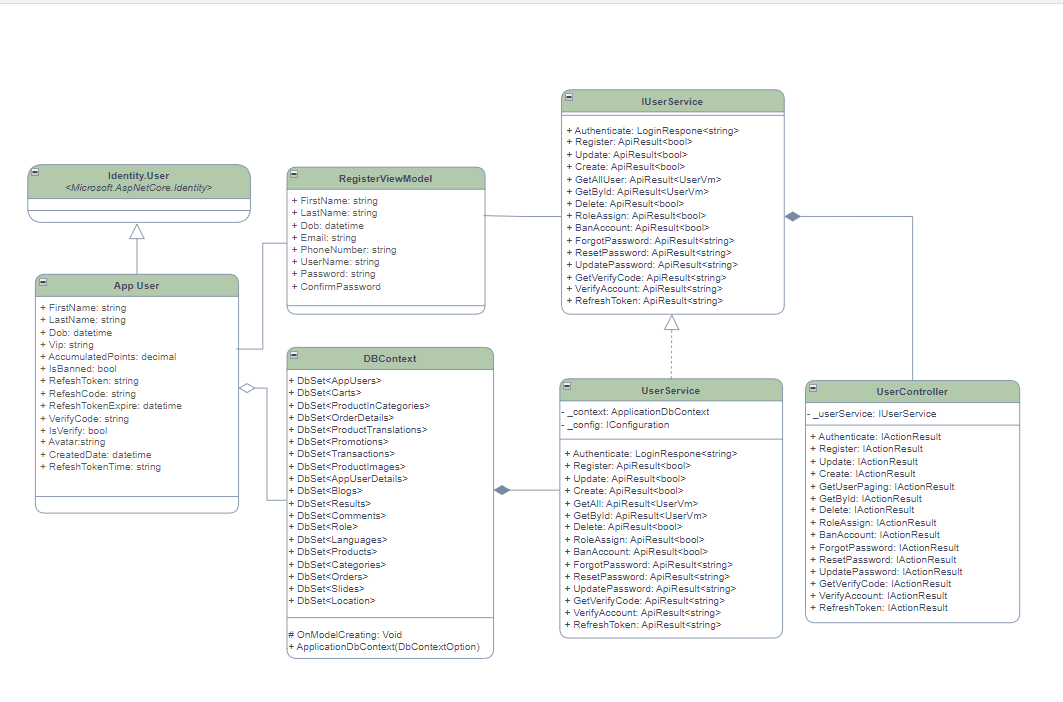 Identity.User
<Microsoft.AspNetCore.Identity>
App User
+ FirstName: string
+ LastName: string
+ Dob: datetime
+ Vip: string
+ AccumulatedPoints: decimal
+ IsBanned: bool
+ RefeshToken: string
+ RefeshCode: string
+ RefeshTokenExpire: datetime
+ VerifyCode: string
+ IsVerify: bool
+ Avatar:string
+ CreatedDate: datetime
+ RefeshTokenTime: string
RegisterViewModel
+ FirstName: string
+ LastName: string
+ Dob: datetime
+ Email: string
+ PhoneNumber: string
+ UserName: string
+ Password: string
+ ConfirmPassword
DBContext
+ DbSet<AppUsers>
+ DbSet<Carts>
+ DbSet<ProductInCategories>
+ DbSet<OrderDetails>
+ DbSet<ProductTranslations>
+ DbSet<Promotions>
+ DbSet<Transactions>
+ DbSet<ProductImages>
+ DbSet<AppUserDetails>
+ DbSet<Blogs>
+ DbSet<Results>
+ DbSet<Comments>
+ DbSet<Role>
+ DbSet<Languages>
+ DbSet<Products>
+ DbSet<Categories>
+ DbSet<Orders>
+ DbSet<Slides>
+ DbSet<Location>
# OnModelCreating: Void
+ ApplicationDbContext(DbContextOption)
IUserService
+ Authenticate: LoginRespone<string>
+ Register: ApiResult<bool>
+ Update: ApiResult<bool>
+ Create: ApiResult<bool>
+ GetAllUser: ApiResult<UserVm>
+ GetById: ApiResult<UserVm>
+ Delete: ApiResult<bool>
+ RoleAssign: ApiResult<bool>
+ BanAccount: ApiResult<bool>
+ ForgotPassword: ApiResult<string>
+ ResetPassword: ApiResult<string>
+ UpdatePassword: ApiResult<string>
+ GetVerifyCode: ApiResult<string>
+ VerifyAccount: ApiResult<string>
+ RefreshToken: ApiResult<string>
UserService
- _context: ApplicationDbContext
- _config: IConfiguration
+ Authenticate: LoginRespone<string>
+ Register: ApiResult<bool>
+ Update: ApiResult<bool>
+ Create: ApiResult<bool>
+ GetAll: ApiResult<UserVm>
+ GetById: ApiResult<UserVm>
+ Delete: ApiResult<bool>
+ RoleAssign: ApiResult<bool>
+ BanAccount: ApiResult<bool>
+ ForgotPassword: ApiResult<string>
+ ResetPassword: ApiResult<string>
+ UpdatePassword: ApiResult<string>
+ GetVerifyCode: ApiResult<string>
+ VerifyAccount: ApiResult<string>
+ RefreshToken: ApiResult<string>
UserController
- _userService: IUserService
+ Authenticate: IActionResult
+ Register: IActionResult
+ Update: IActionResult
+ Create: IActionResult
+ GetUserPaging: IActionResult
+ GetById: IActionResult
+ Delete: IActionResult
+ RoleAssign: IActionResult
+ BanAccount: IActionResult
+ ForgotPassword: IActionResult
+ ResetPassword: IActionResult
+ UpdatePassword: IActionResult
+ GetVerifyCode: IActionResult
+ VerifyAccount: IActionResult
+ RefreshToken: IActionResult